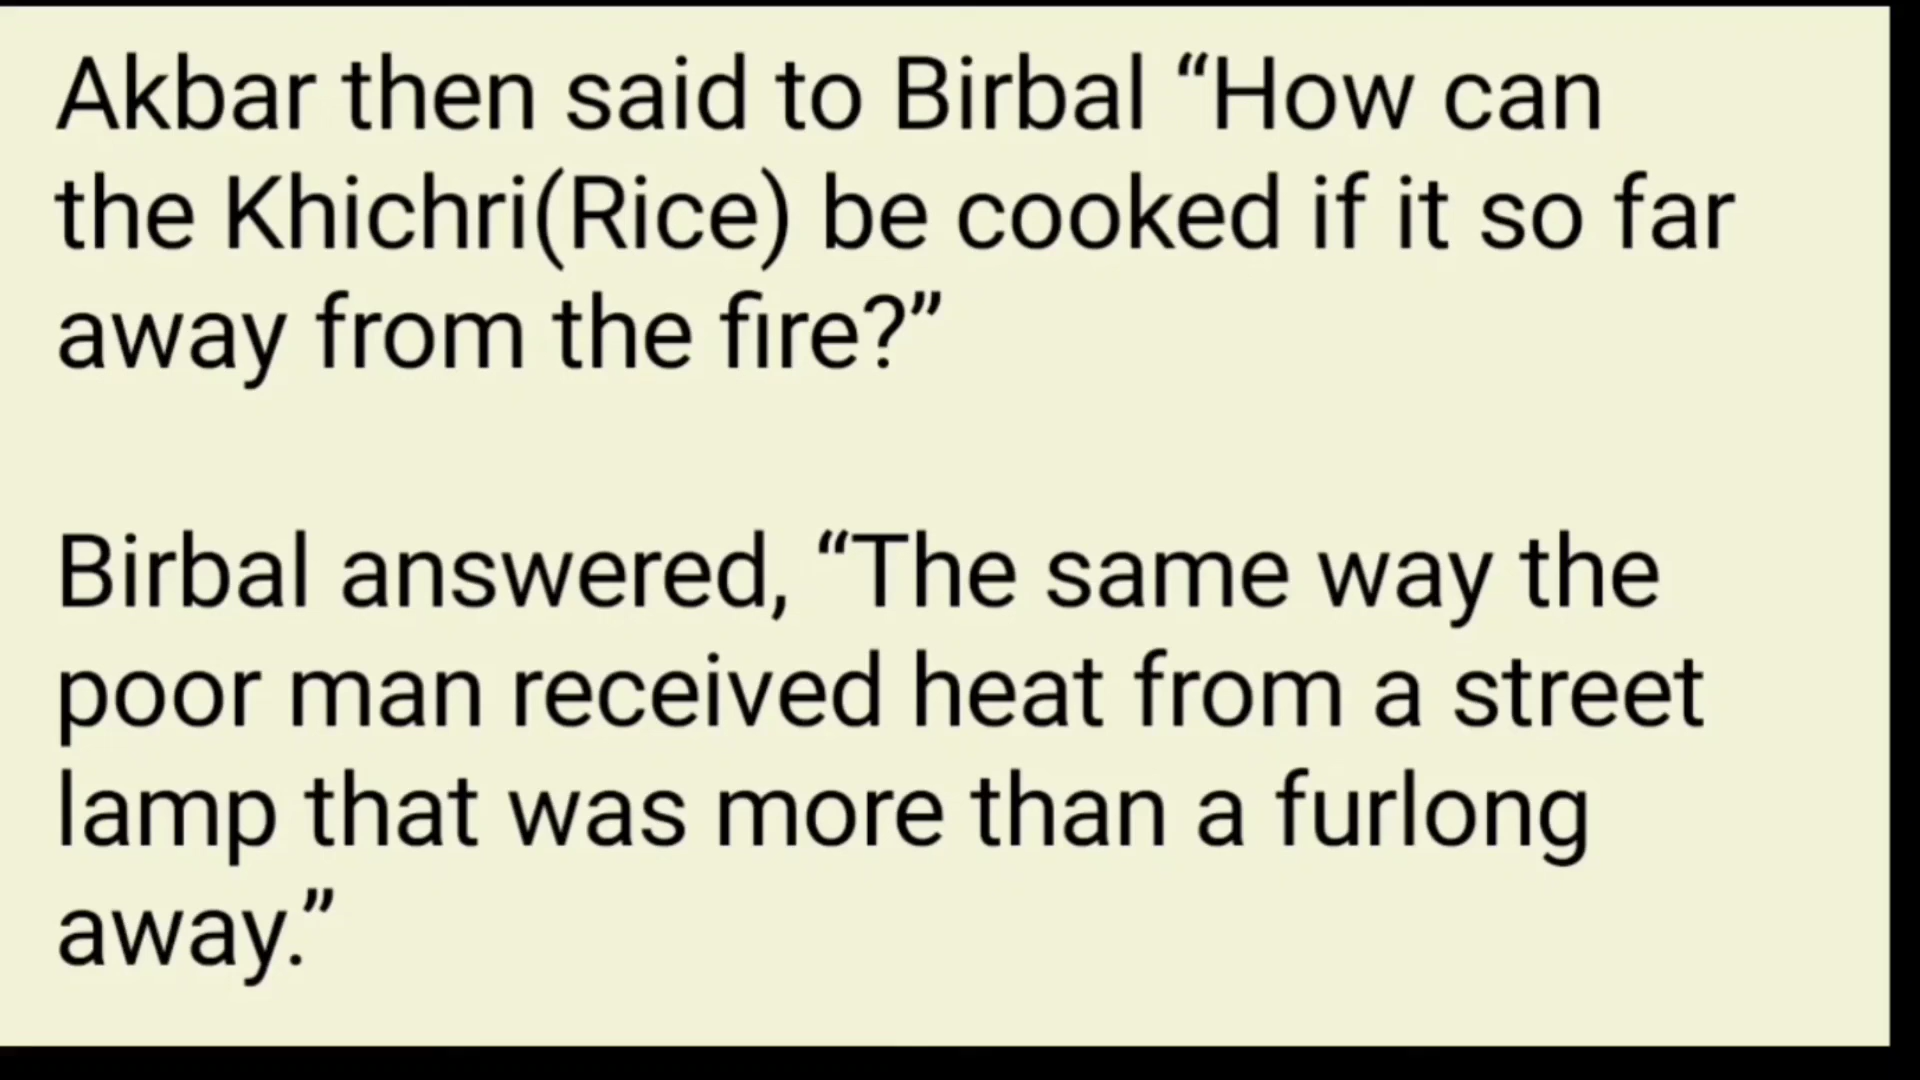 Akbar then said to Birbal “How can
the Khichri(Rice) be cooked if it so far
away from the fire?”
Birbal answered, “The same way the
poor man received heat from a street
lamp that was more than a furlong
away.”